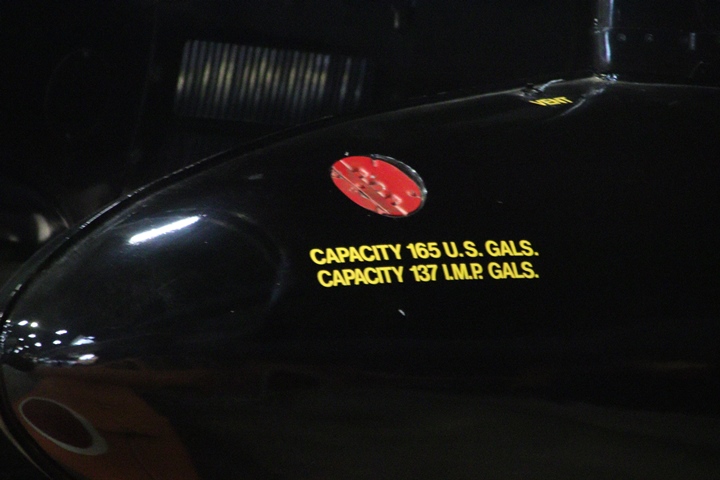 VENT
CAPACITY 165 U.S. GALS.
CAPACITY 137 I.M.P. GALS.